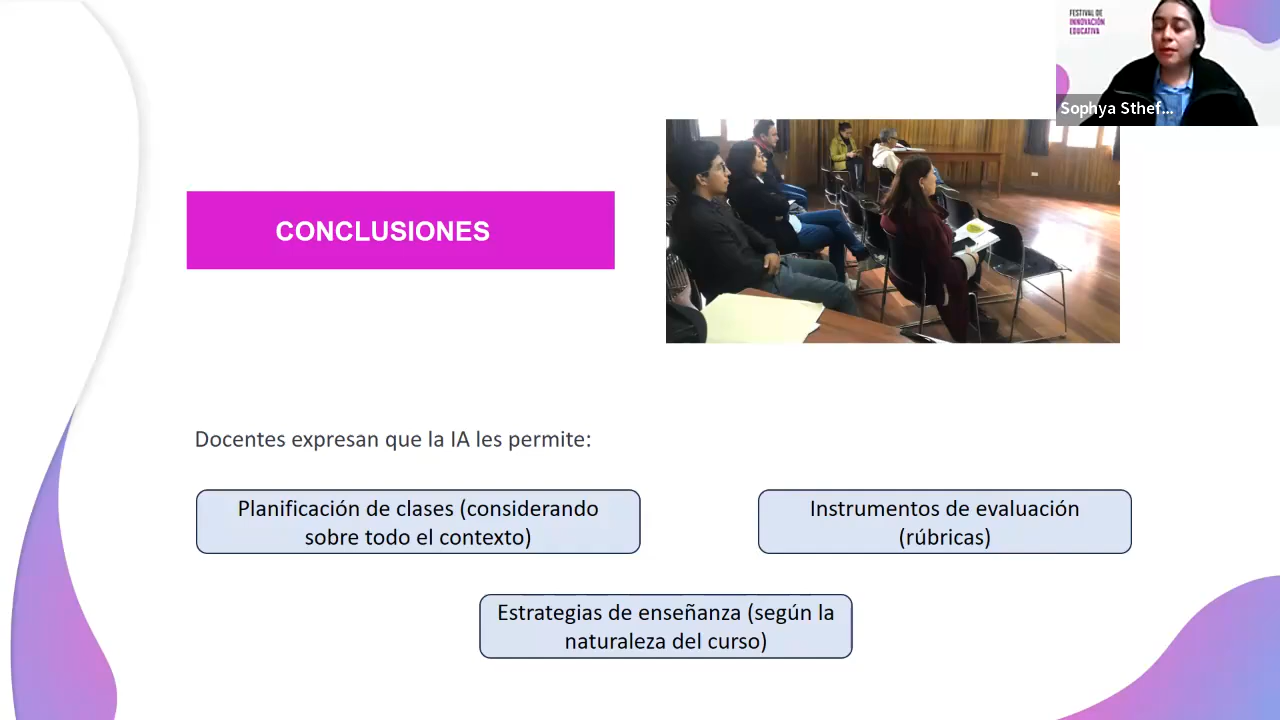 FESTIVAL DE
INNOVACIÓN
EDUCATIVA
Sophya Sthef...
CONCLUSIONES
Docentes expresan que la IA les permite:
Planificación de clases (considerando
sobre todo el contexto)
Instrumentos de evaluación
(rúbricas)
Estrategias de enseñanza (según la
naturaleza del curso)